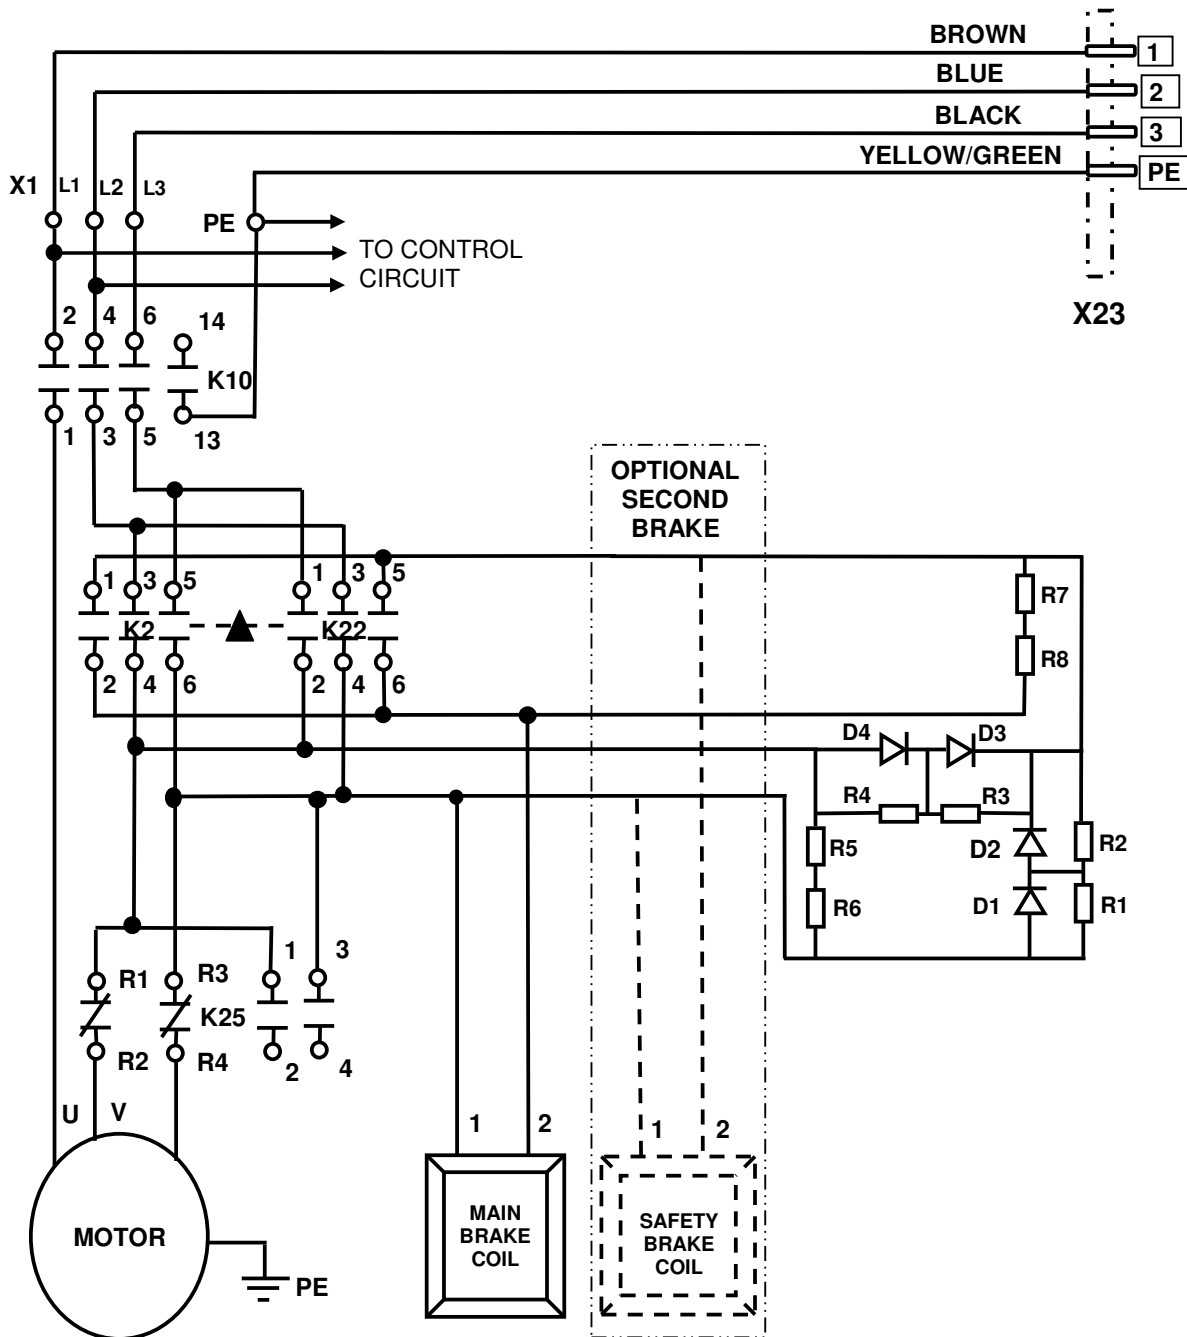 BROWN
1
BLUE
2
BLACK
3
YELLOW/GREEN
PE
X1 L1 L2 L3
PE
TO CONTROL
CIRCUIT
X23
2 4 6 14
K10
1 3 5 13
OPTIONAL
SECOND
BRAKE
1 3 5 1 3 5
R7
K2 K22
R8
2 4 6 2 4 6
D4 D3
R4 R3
R5 D2 R2
R6 D1 R1
1 3
R1 R3
K25
R2 R4 2 4
U V
1 2 1 2
MOTOR
MAIN
BRAKE
COIL
SAFETY
BRAKE
COIL
PE